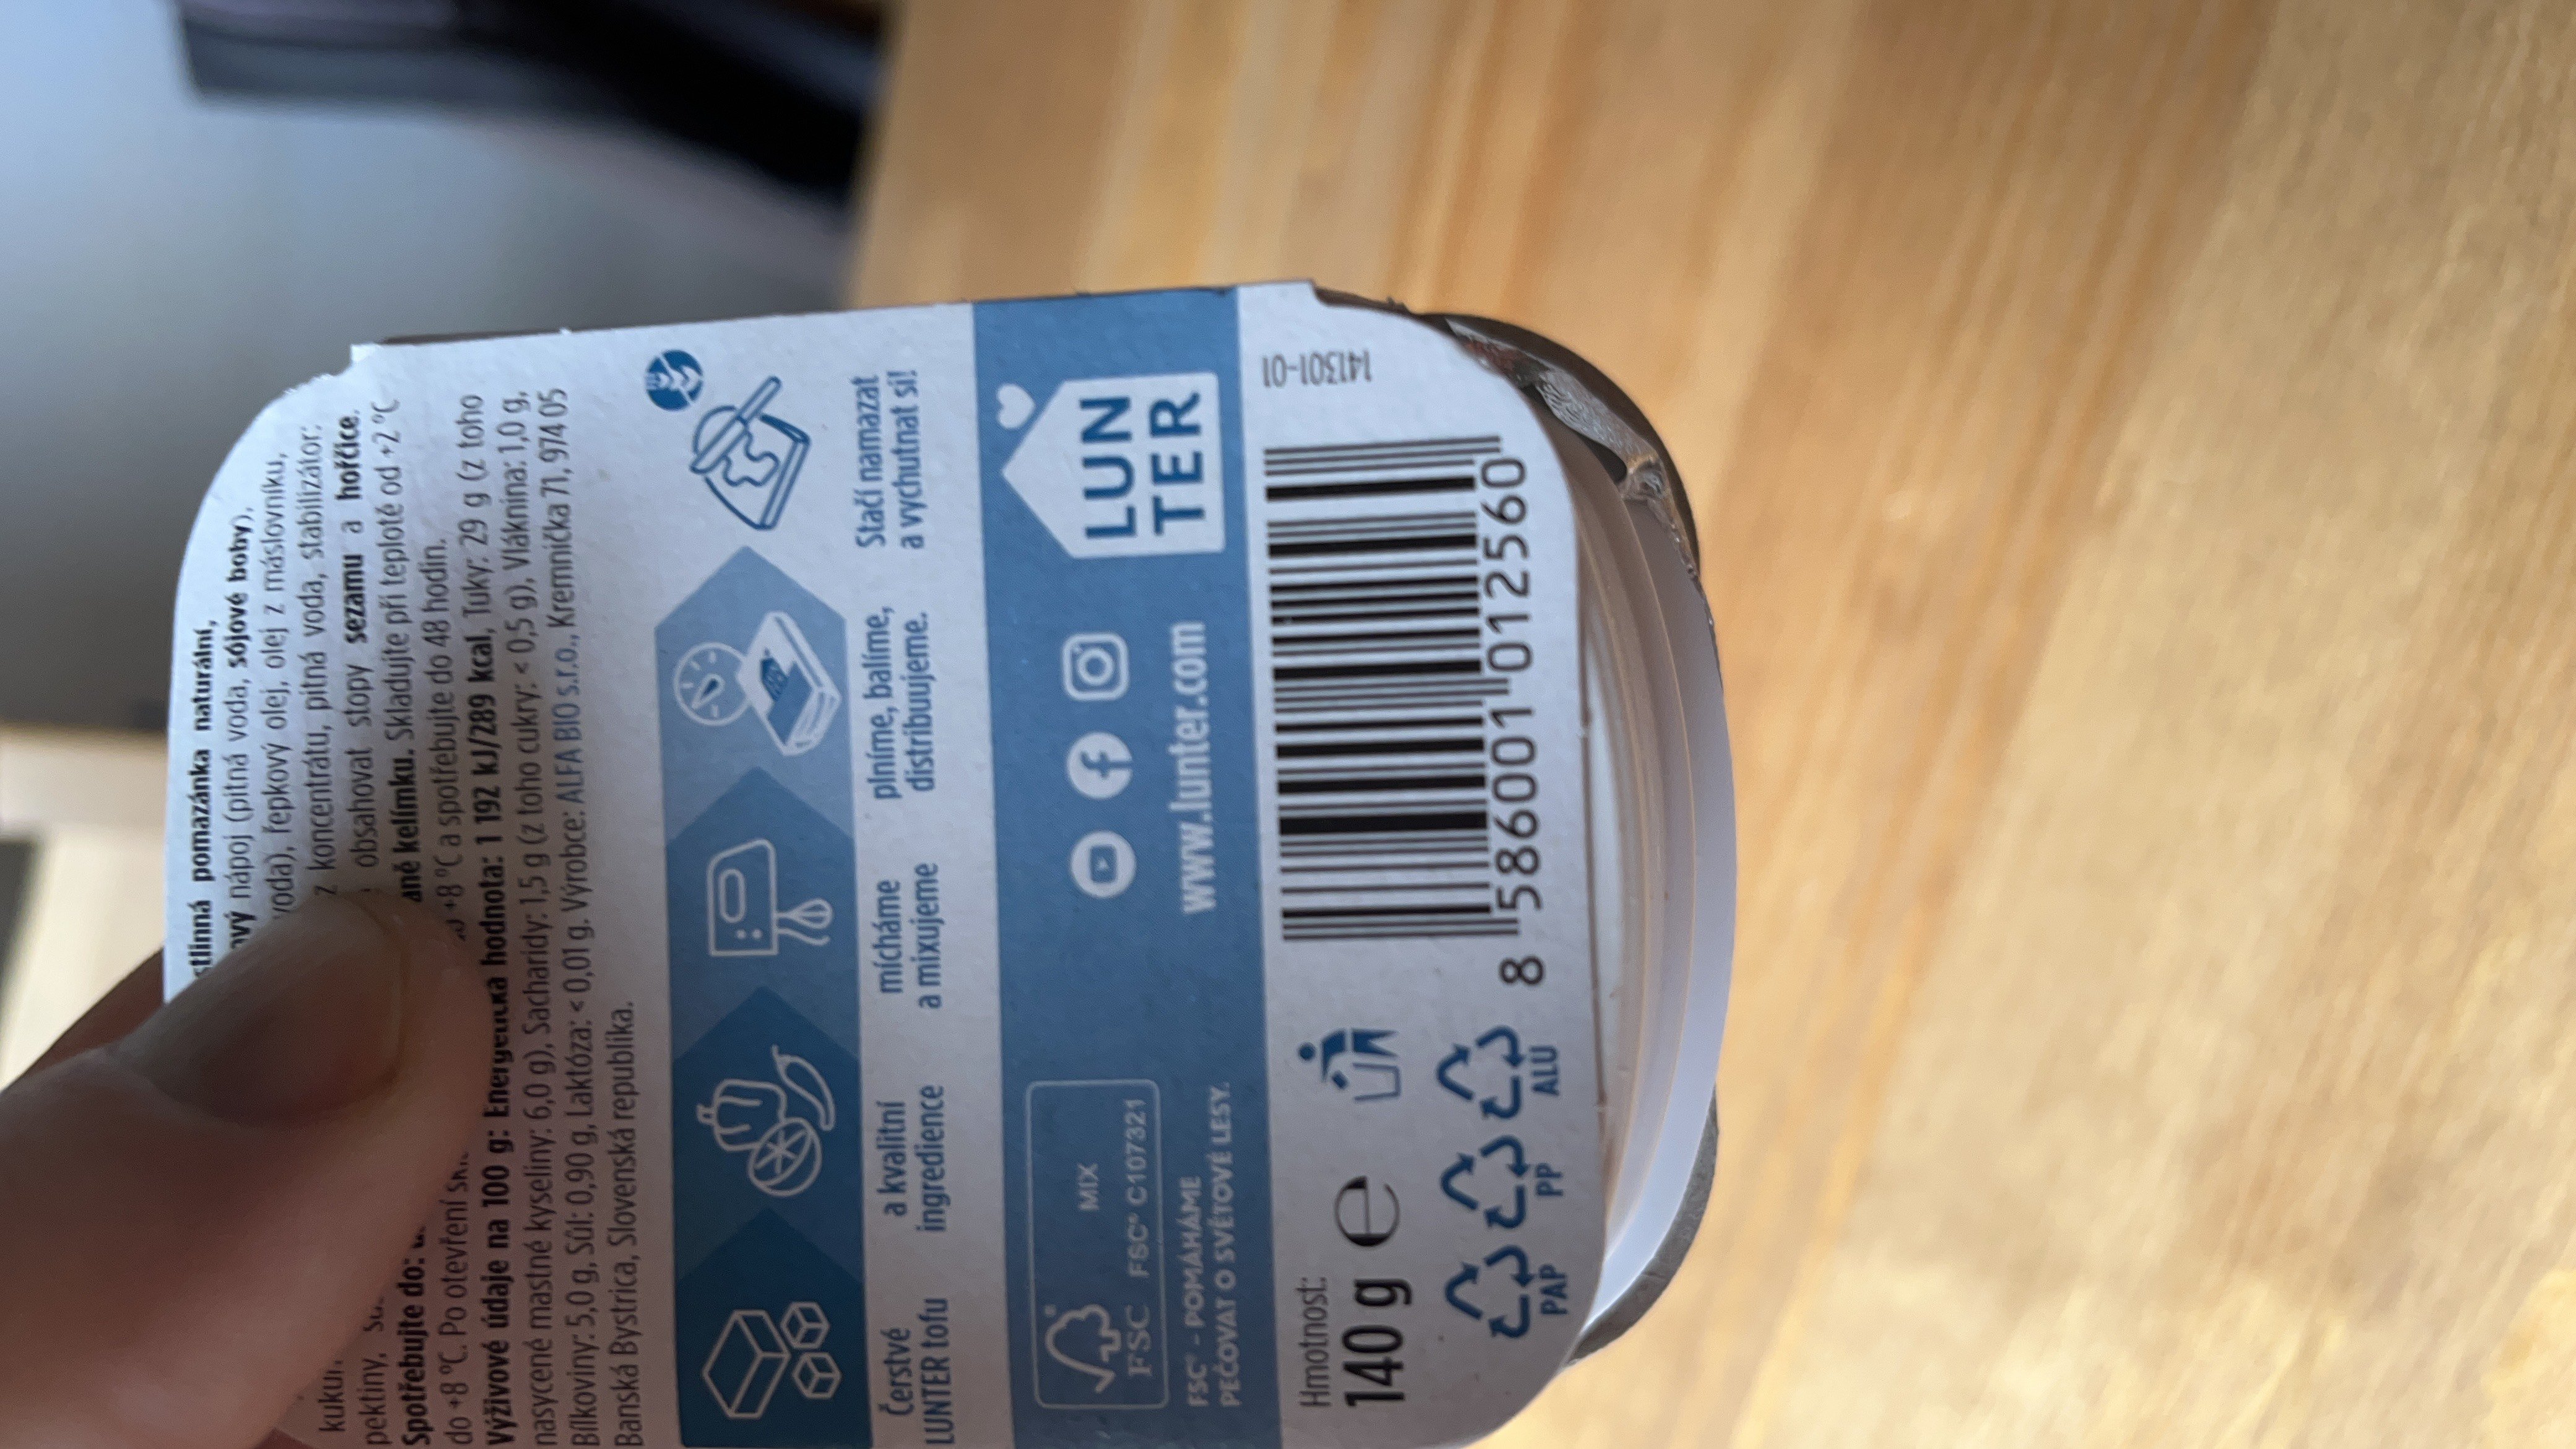 stlinná pomazánka naturální,
nápoj (pitná voda, sójové boby),
voda), řepkový olej, olej z máslovníku,
z koncentrátu, pitná voda, stabilizátor:
pektiny, obsahovat stopy sezamu a hořčice.
Spotřebujte do: ané kelímku. Skladujte při teplotě od +2 °C
do +8 °C. Po otevření +8 °C a spotřebujte do 48 hodin.
Výživové údaje na 100 g: Energetická hodnota: 1 192 kJ/289 kcal, Tuky: 29 g (z toho
nasycené mastné kyseliny: 6,0 g), Sacharidy: 1,5 g (z toho cukry: < 0,5 g), Vláknina: 1,0 g,
Bílkoviny: 5,0 g, Sůl: 0,90 g, Laktóza: < 0,01 g. Výrobce: ALFA BIO s.r.o., Kremnička 71, 974 05
Banská Bystrica, Slovenská republika.
Čerstvé
LUNTER tofu
a kvalitní
ingredience
mícháme
a mixujeme
plníme, balíme,
distribuujeme.
Stačí namazat
a vychutnat si!
MIX
FSC FSC® C107321
FSC® - POMÁHÁME
PEČOVAT O SVĚTOVÉ LESY.
www.lunter.com
LUN
TER
Hmotnost:
140 g e
PAP PP ALU
8 586001 012560
141301-01